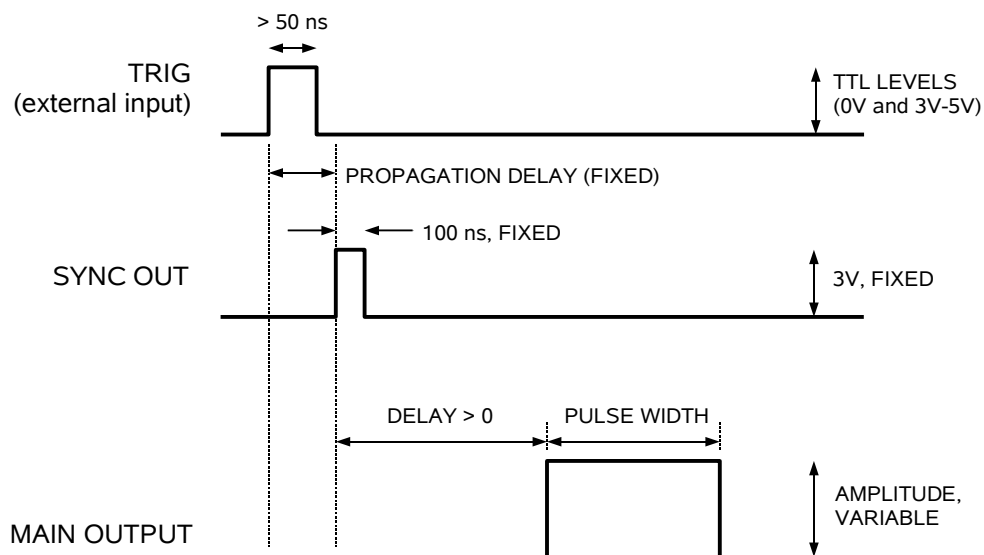 > 50 ns
TRIG
(external input)
TTL LEVELS
(0V and 3V-5V)
PROPAGATION DELAY (FIXED)
100 ns, FIXED
SYNC OUT
3V, FIXED
DELAY > 0
PULSE WIDTH
AMPLITUDE,
VARIABLE
MAIN OUTPUT